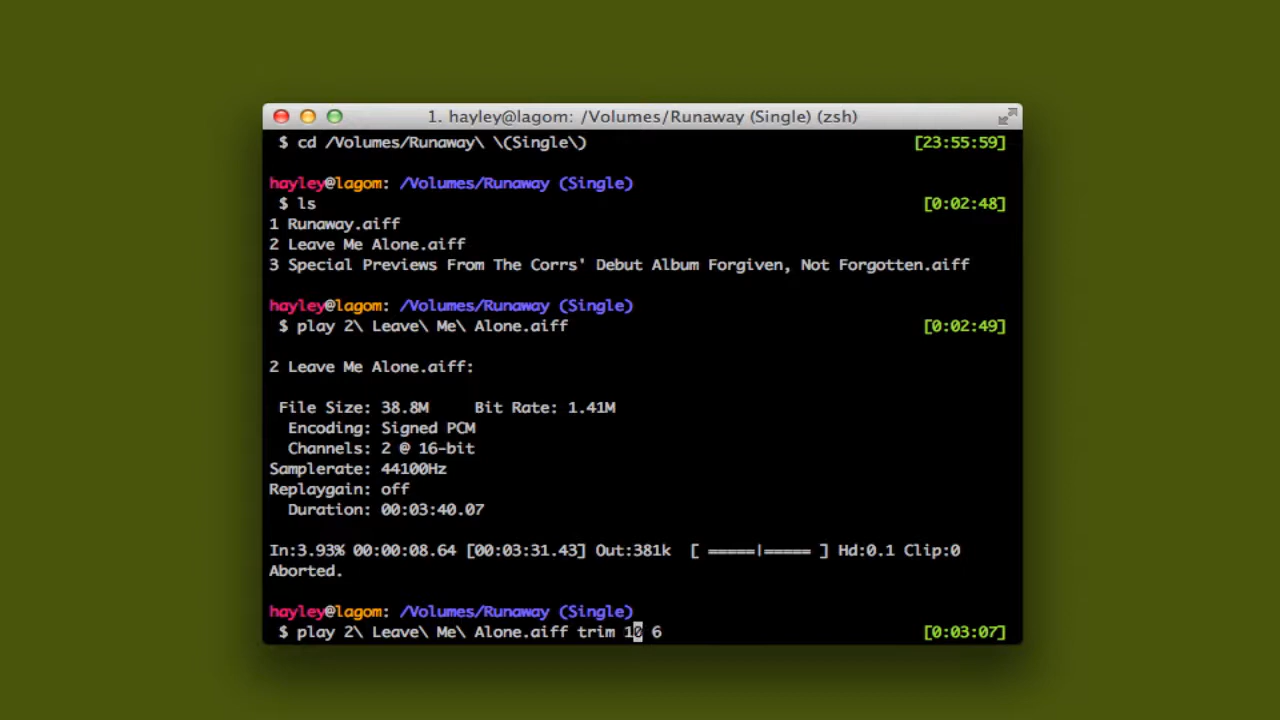 1. hayley@lagom: /Volumes/Runaway (Single) (zsh)
$ cd /Volumes/Runaway\ \(Single\) [23:55:59]
hayley@lagom: /Volumes/Runaway (Single)
$ ls [0:02:48]
1 Runaway.aiff
2 Leave Me Alone.aiff
3 Special Previews From The Corrs' Debut Album Forgiven, Not Forgotten.aiff
hayley@lagom: /Volumes/Runaway (Single)
$ play 2\ Leave\ Me\ Alone.aiff [0:02:49]
2 Leave Me Alone.aiff:
File Size: 38.8M Bit Rate: 1.41M
Encoding: Signed PCM
Channels: 2 @ 16-bit
Samplerate: 44100Hz
Replaygain: off
Duration: 00:03:40.07
In:3.93% 00:00:08.64 [00:03:31.43] Out:381k [ =====|===== ] Hd:0.1 Clip:0
Aborted.
hayley@lagom: /Volumes/Runaway (Single)
$ play 2\ Leave\ Me\ Alone.aiff trim 10 6 [0:03:07]